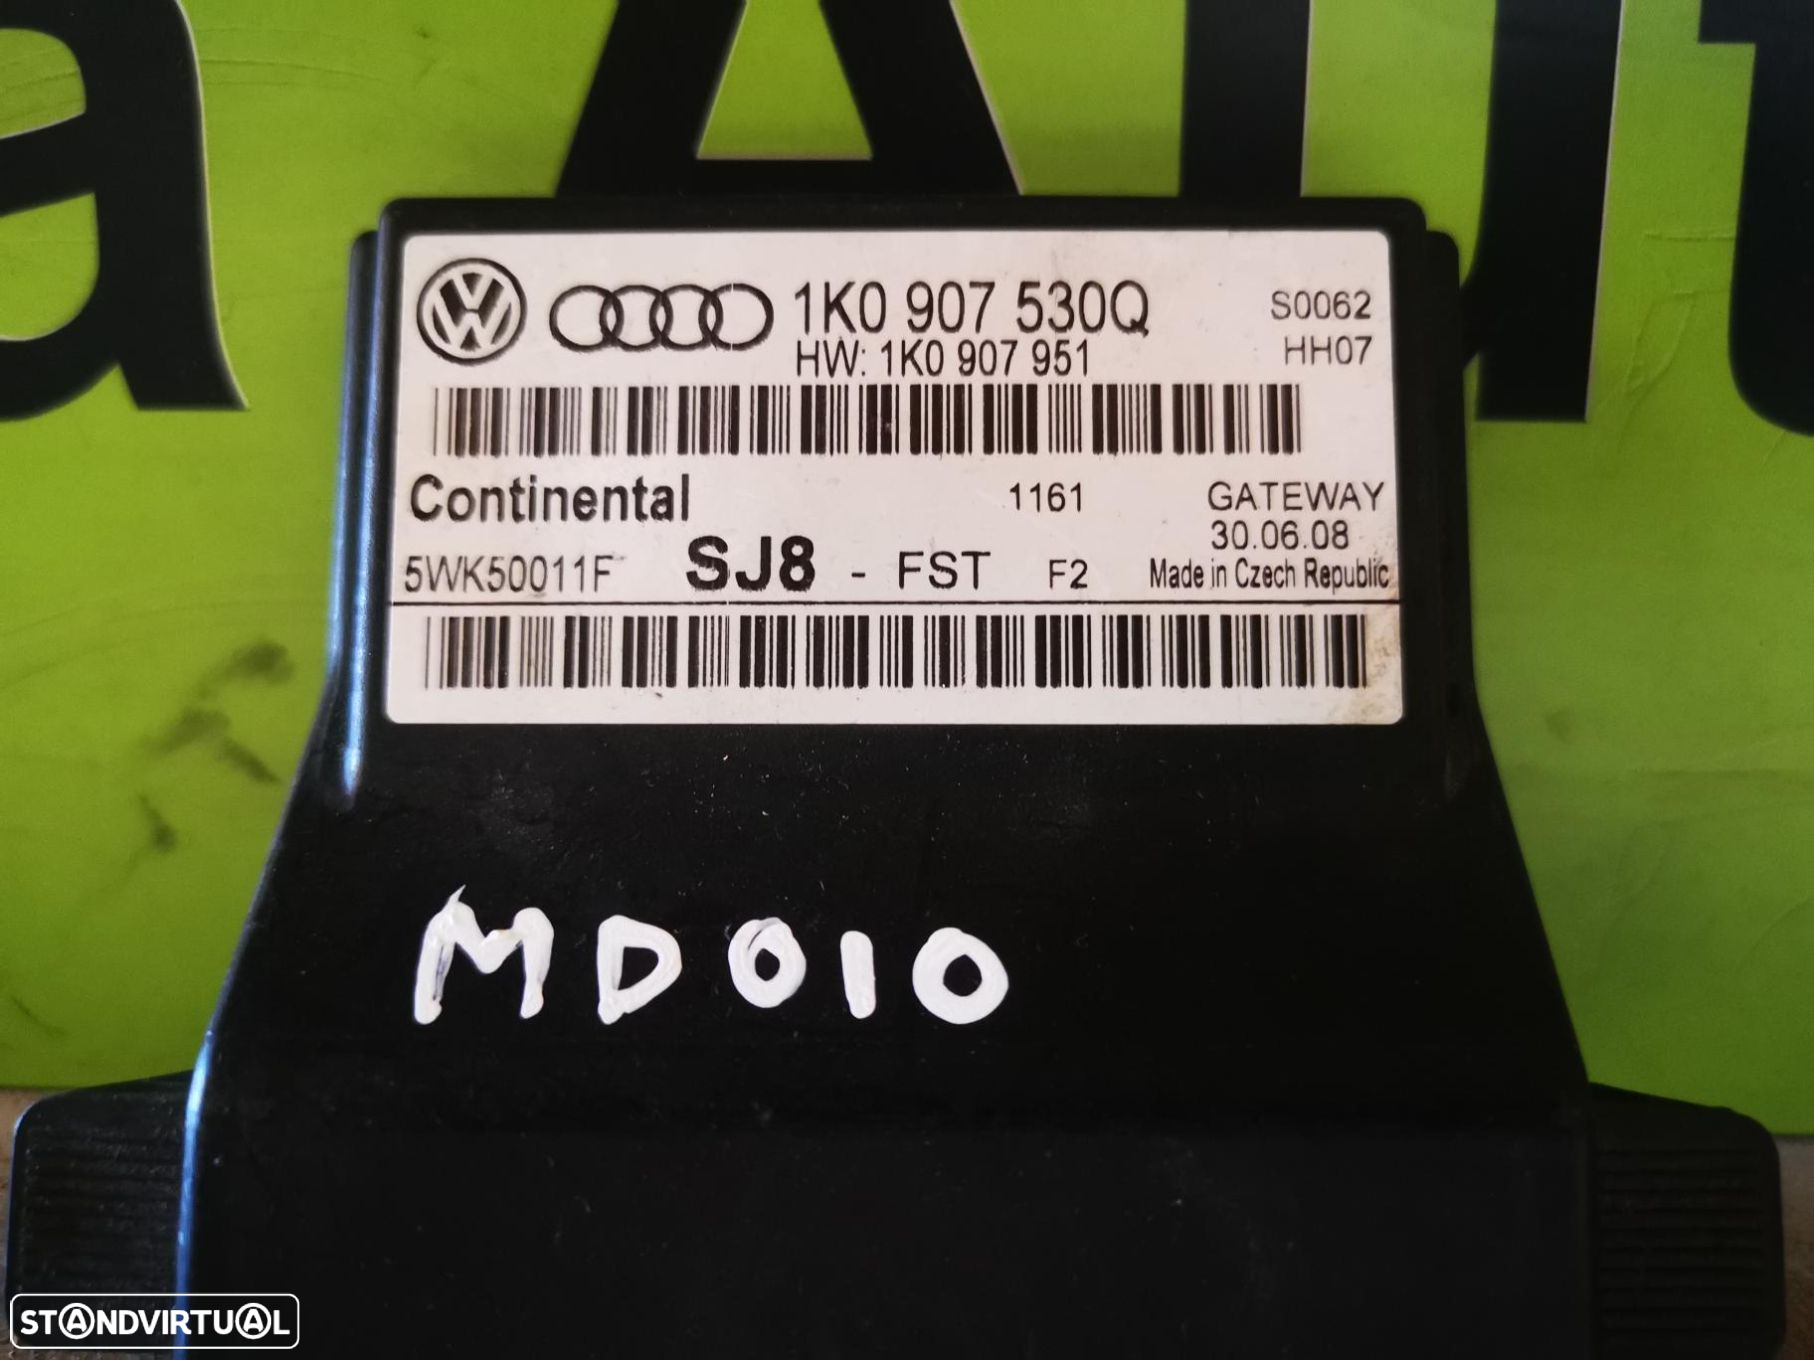 1K0 907 530Q
S0062
HW: 1K0 907 951
HH07
Continental
1161
GATEWAY
30.06.08
5WK50011F
SJ8 - FST
F2
Made in Czech Republic
MD010
STANDVIRTUAL